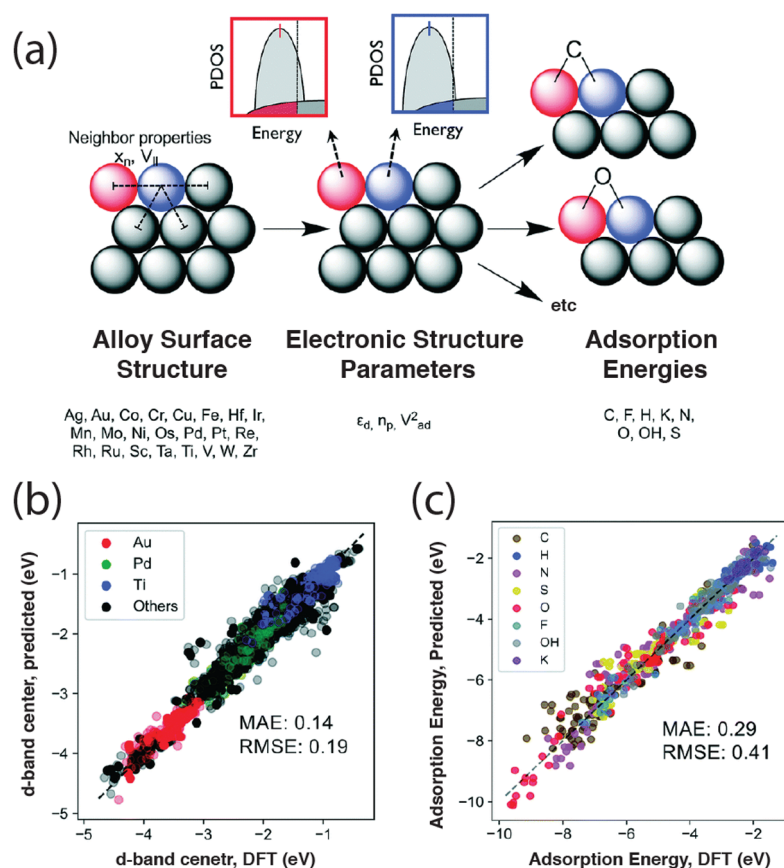 (a)
PDOS
Energy
PDOS
Energy
Neighbor properties
xₙ, V||
C
O
etc
Alloy Surface
Structure
Electronic Structure
Parameters
Adsorption
Energies
Ag, Au, Co, Cr, Cu, Fe, Hf, Ir,
Mn, Mo, Ni, Os, Pd, Pt, Re,
Rh, Ru, Sc, Ta, Ti, V, W, Zr
εd, nₚ, V²ad
C, F, H, K, N,
O, OH, S
(b)
Au
Pd
Ti
Others
MAE: 0.14
RMSE: 0.19
d-band center, predicted (eV)
−1
−2
−3
−4
−5
−5
−4
−3
−2
−1
d-band cenetr, DFT (eV)
(c)
C
H
N
S
O
F
OH
K
MAE: 0.29
RMSE: 0.41
Adsorption Energy, Predicted (eV)
−2
−4
−6
−8
−10
−10
−8
−6
−4
−2
Adsorption Energy, DFT (eV)